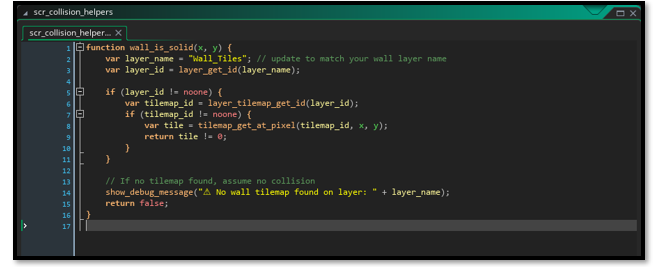 scr_collision_helpers
scr_collision_helper... ×
1 function wall_is_solid(x, y) {
2     var layer_name = "Wall_Tiles"; // update to match your wall layer name
3     var layer_id = layer_get_id(layer_name);
4
5     if (layer_id != noone) {
6         var tilemap_id = layer_tilemap_get_id(layer_id);
7         if (tilemap_id != noone) {
8             var tile = tilemap_get_at_pixel(tilemap_id, x, y);
9             return tile != 0;
10         }
11     }
12
13     // If no tilemap found, assume no collision
14     show_debug_message("⚠ No wall tilemap found on layer: " + layer_name);
15     return false;
16 }
17